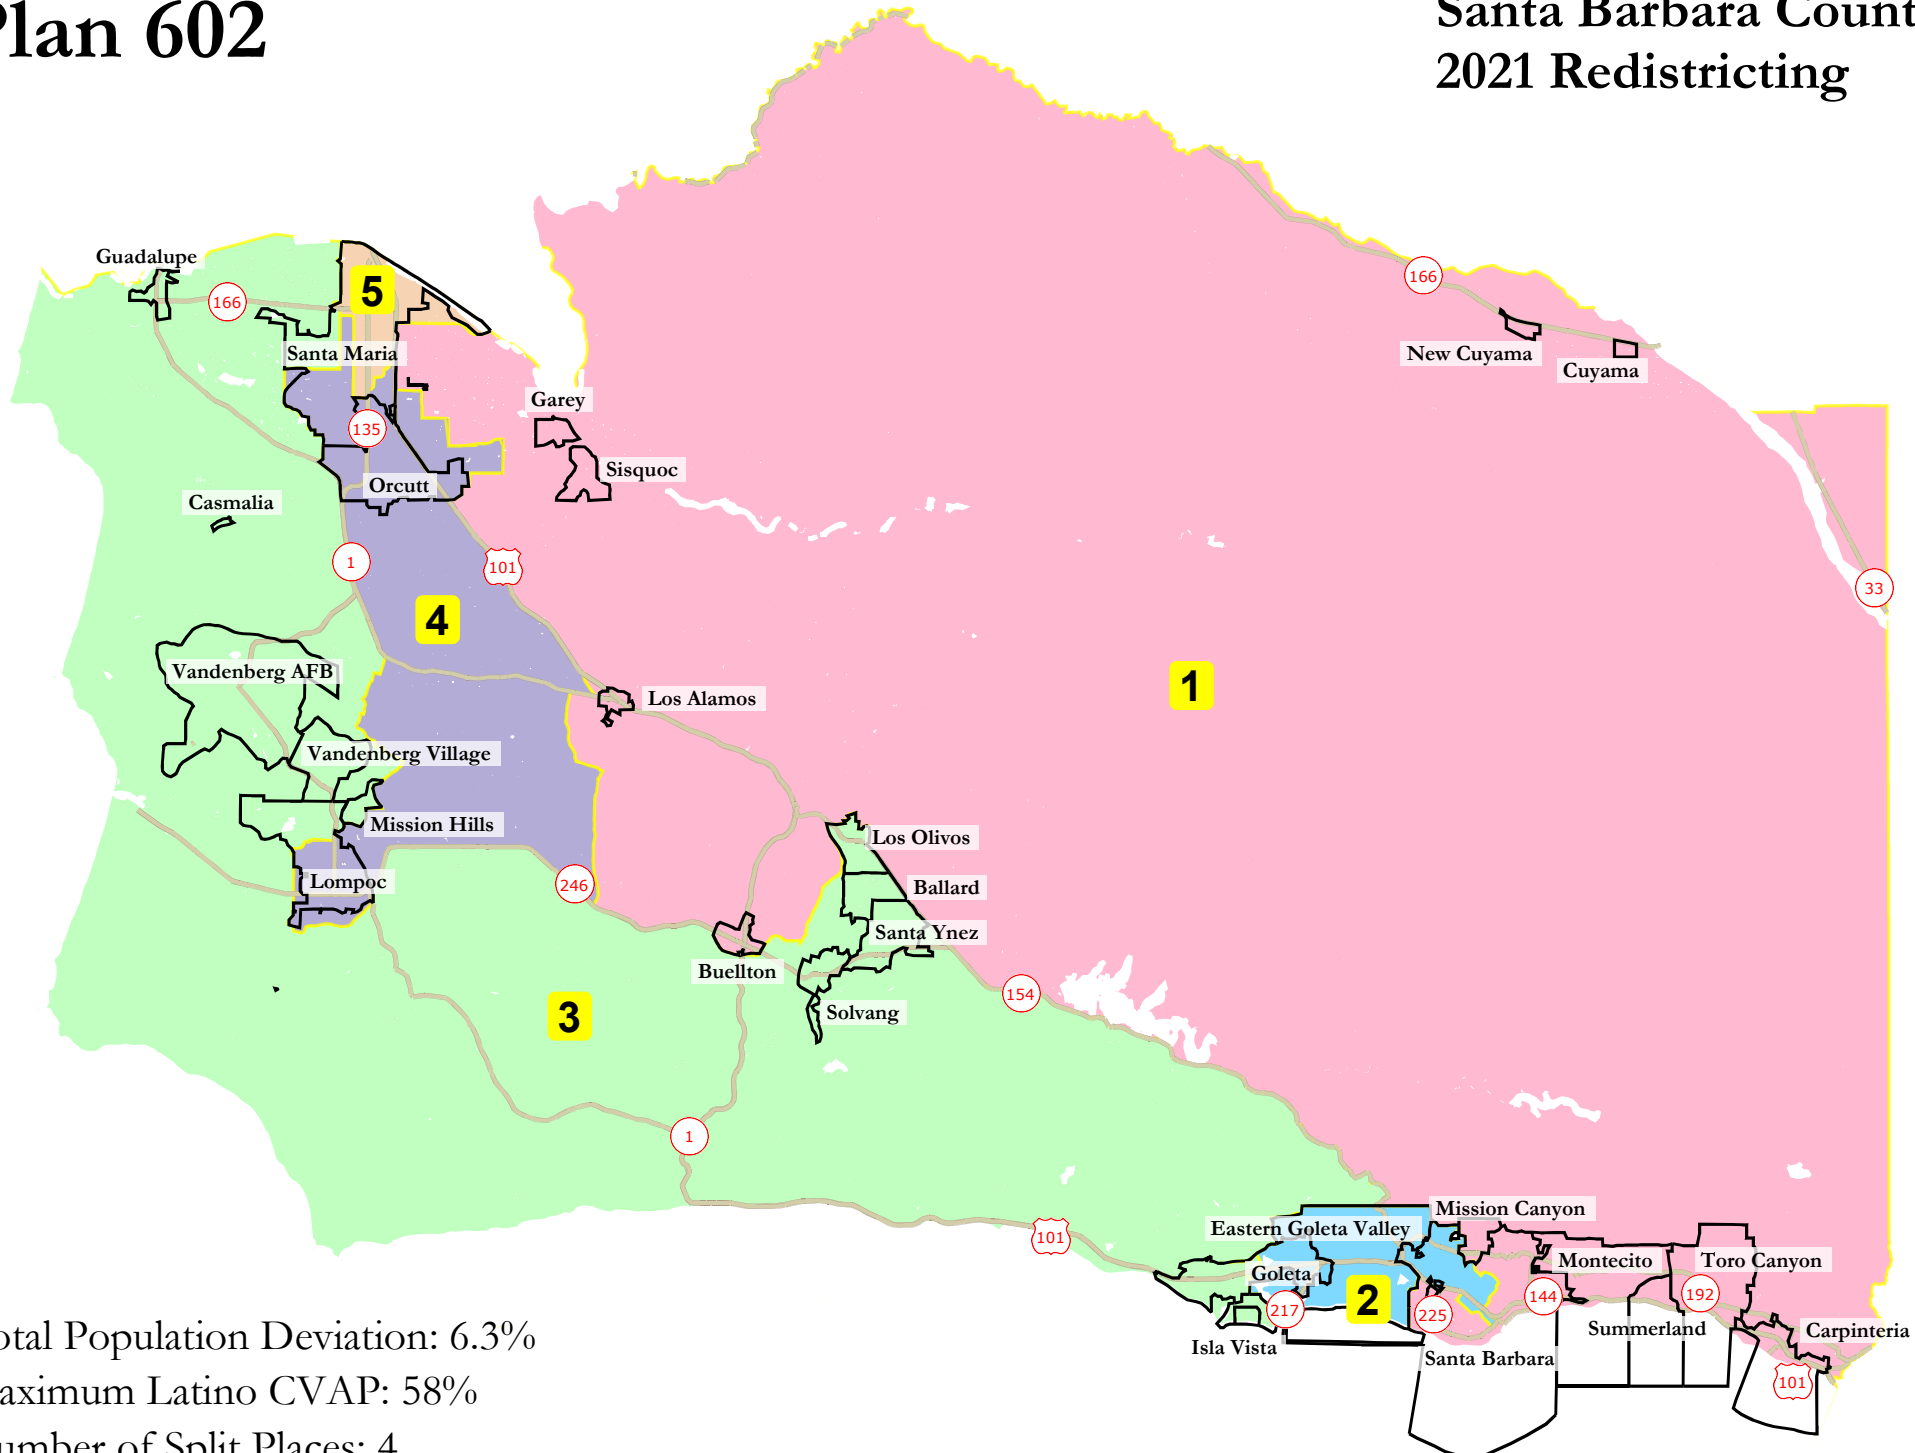 Plan 602
Santa Barbara Count
2021 Redistricting
Guadalupe
166
5
Santa Maria
166
New Cuyama
Cuyama
Garey
135
Sisquoc
Orcutt
Casmalia
1
101
33
4
Vandenberg AFB
1
Los Alamos
Vandenberg Village
Mission Hills
Los Olivos
Lompoc
246
Ballard
Santa Ynez
Buellton
154
3
Solvang
1
Mission Canyon
Eastern Goleta Valley
101
Montecito
Toro Canyon
Goleta
217
2
225
144
192
Summerland
Carpinteria
Isla Vista
Santa Barbara
101
otal Population Deviation: 6.3%
aximum Latino CVAP: 58%
umber of Split Places: 4